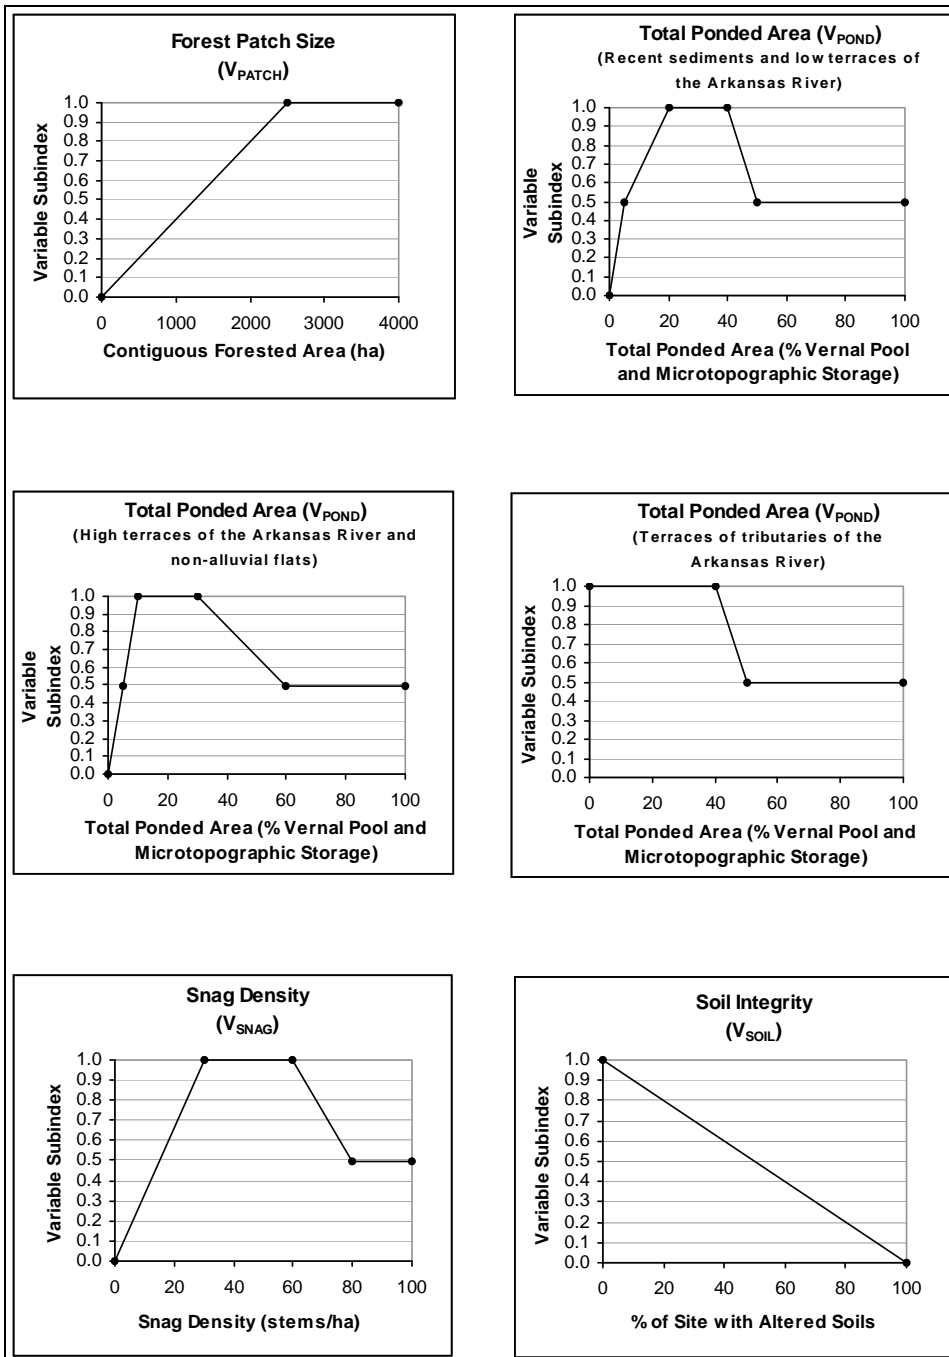 Forest Patch Size
(VPATCH)
1.0
0.9
0.8
0.7
0.6
0.5
0.4
0.3
0.2
0.1
0.0
Variable Subindex
0 1000 2000 3000 4000
Contiguous Forested Area (ha)
Total Ponded Area (VPOND)
(Recent sediments and low terraces of
the Arkansas River)
1.0
0.9
0.8
0.7
0.6
0.5
0.4
0.3
0.2
0.1
0.0
Variable
Subindex
0 20 40 60 80 100
Total Ponded Area (% Vernal Pool
and Microtopographic Storage)
Total Ponded Area (VPOND)
(High terraces of the Arkansas River and
non-alluvial flats)
1.0
0.9
0.8
0.7
0.6
0.5
0.4
0.3
0.2
0.1
0.0
Variable
Subindex
0 20 40 60 80 100
Total Ponded Area (% Vernal Pool and
Microtopographic Storage)
Total Ponded Area (VPOND)
(Terraces of tributaries of the
Arkansas River)
1.0
0.9
0.8
0.7
0.6
0.5
0.4
0.3
0.2
0.1
0.0
Variable Subindex
0 20 40 60 80 100
Total Ponded Area (% Vernal Pool and
Microtopographic Storage)
Snag Density
(VSNAG)
1.0
0.9
0.8
0.7
0.6
0.5
0.4
0.3
0.2
0.1
0.0
Variable Subindex
0 20 40 60 80 100
Snag Density (stems/ha)
Soil Integrity
(VSOIL)
1.0
0.9
0.8
0.7
0.6
0.5
0.4
0.3
0.2
0.1
0.0
Variable Subindex
0 20 40 60 80 100
% of Site with Altered Soils